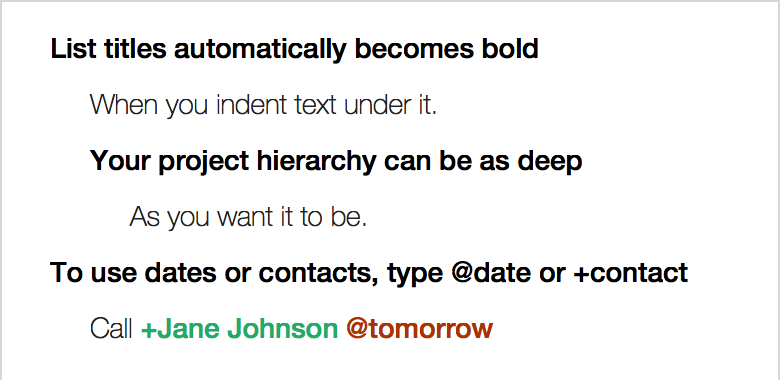 List titles automatically becomes bold
When you indent text under it.
Your project hierarchy can be as deep
As you want it to be.
To use dates or contacts, type @date or +contact
Call +Jane Johnson @tomorrow